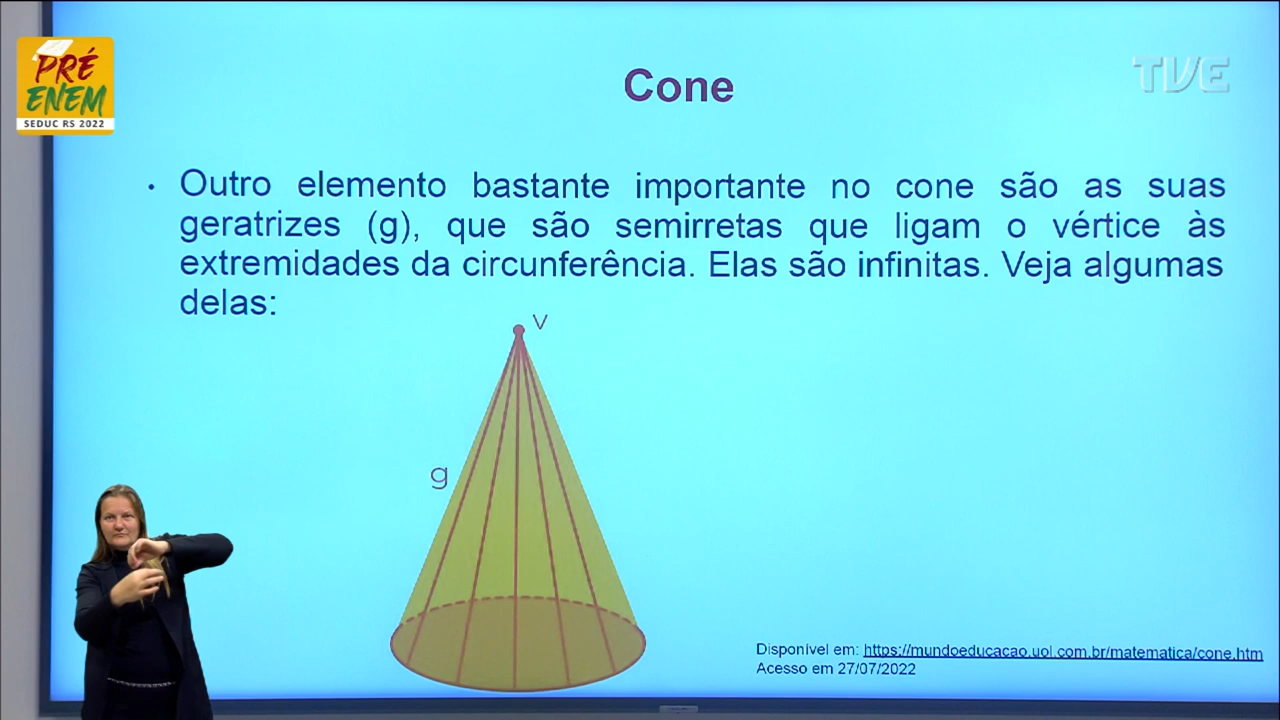 PRÉ
ENEM
SEDUC RS 2022
TVE
Cone
• Outro elemento bastante importante no cone são as suas
geratrizes (g), que são semirretas que ligam o vértice às
extremidades da circunferência. Elas são infinitas. Veja algumas
delas:
V
g
Disponível em: https://mundoeducacao.uol.com.br/matematica/cone.htm
Acesso em 27/07/2022